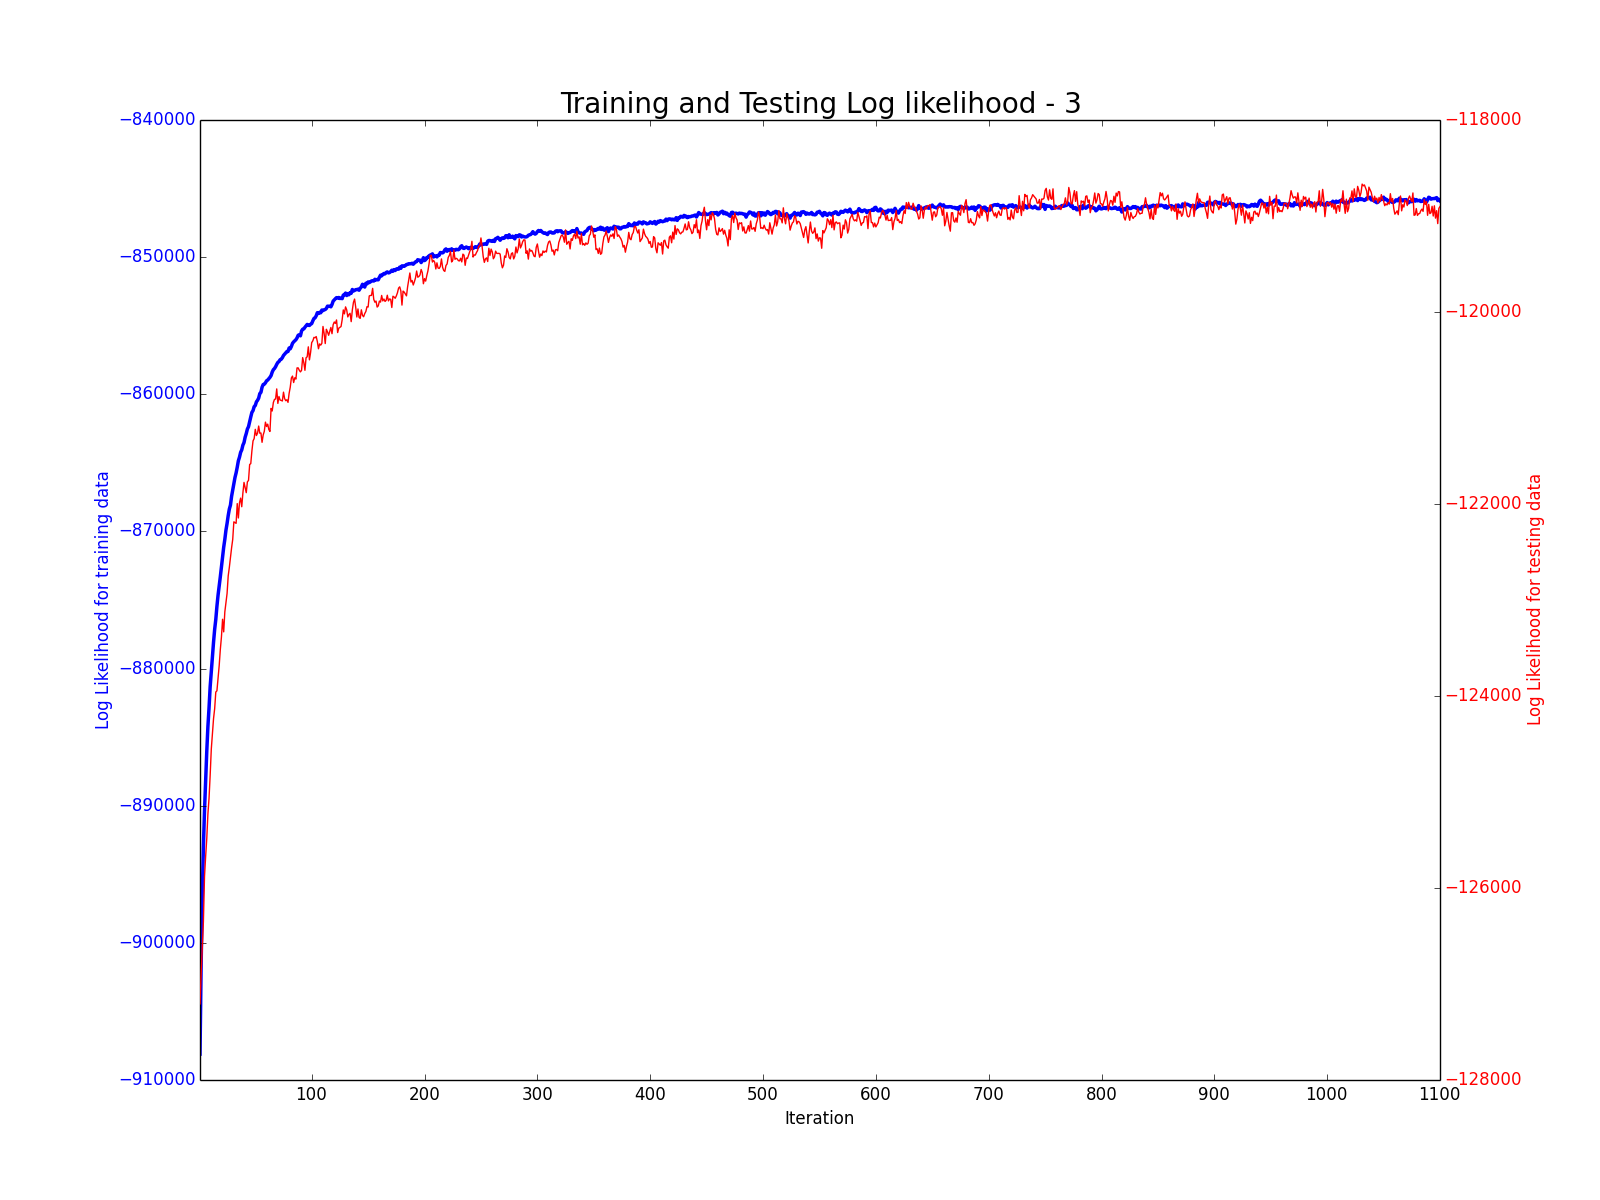 Training and Testing Log likelihood - 3
−840000
−850000
−860000
−870000
−880000
−890000
−900000
−910000
Log Likelihood for training data
−118000
−120000
−122000
−124000
−126000
−128000
Log Likelihood for testing data
100 200 300 400 500 600 700 800 900 1000 1100
Iteration